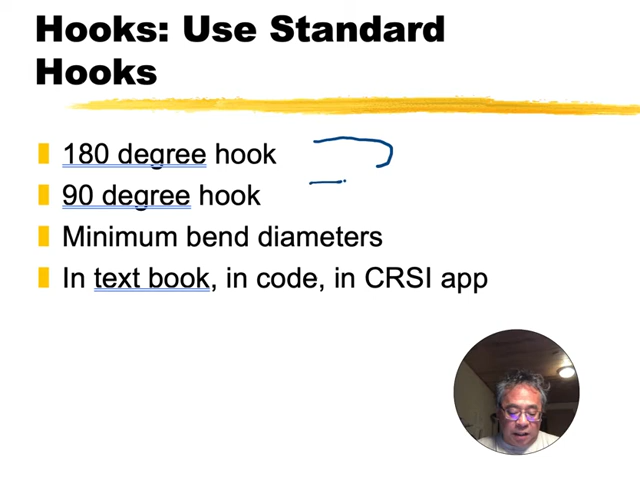 Hooks: Use Standard
Hooks
180 degree hook
90 degree hook
Minimum bend diameters
In text book, in code, in CRSI app